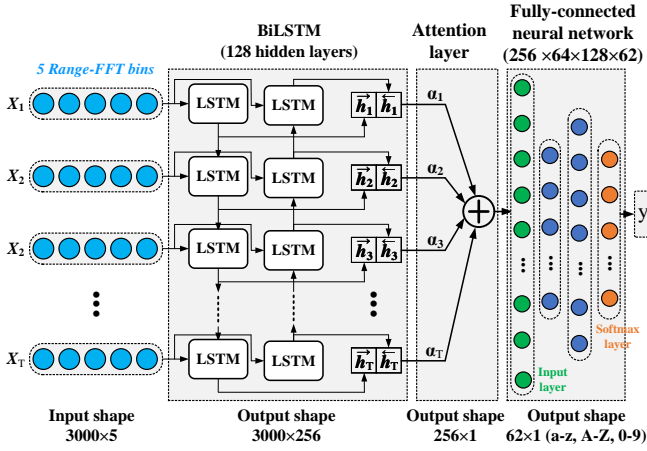 BiLSTM
(128 hidden layers)
Attention
layer
Fully-connected
neural network
(256 ×64×128×62)
5 Range-FFT bins
X1
LSTM
LSTM
h1 h1
α1
X2
LSTM
LSTM
h2 h2
α2
X2
LSTM
LSTM
h3 h3
α3
XT
LSTM
LSTM
hT hT
αT
y
Softmax
layer
Input
layer
Input shape
3000×5
Output shape
3000×256
Output shape
256×1
Output shape
62×1 (a-z, A-Z, 0-9)